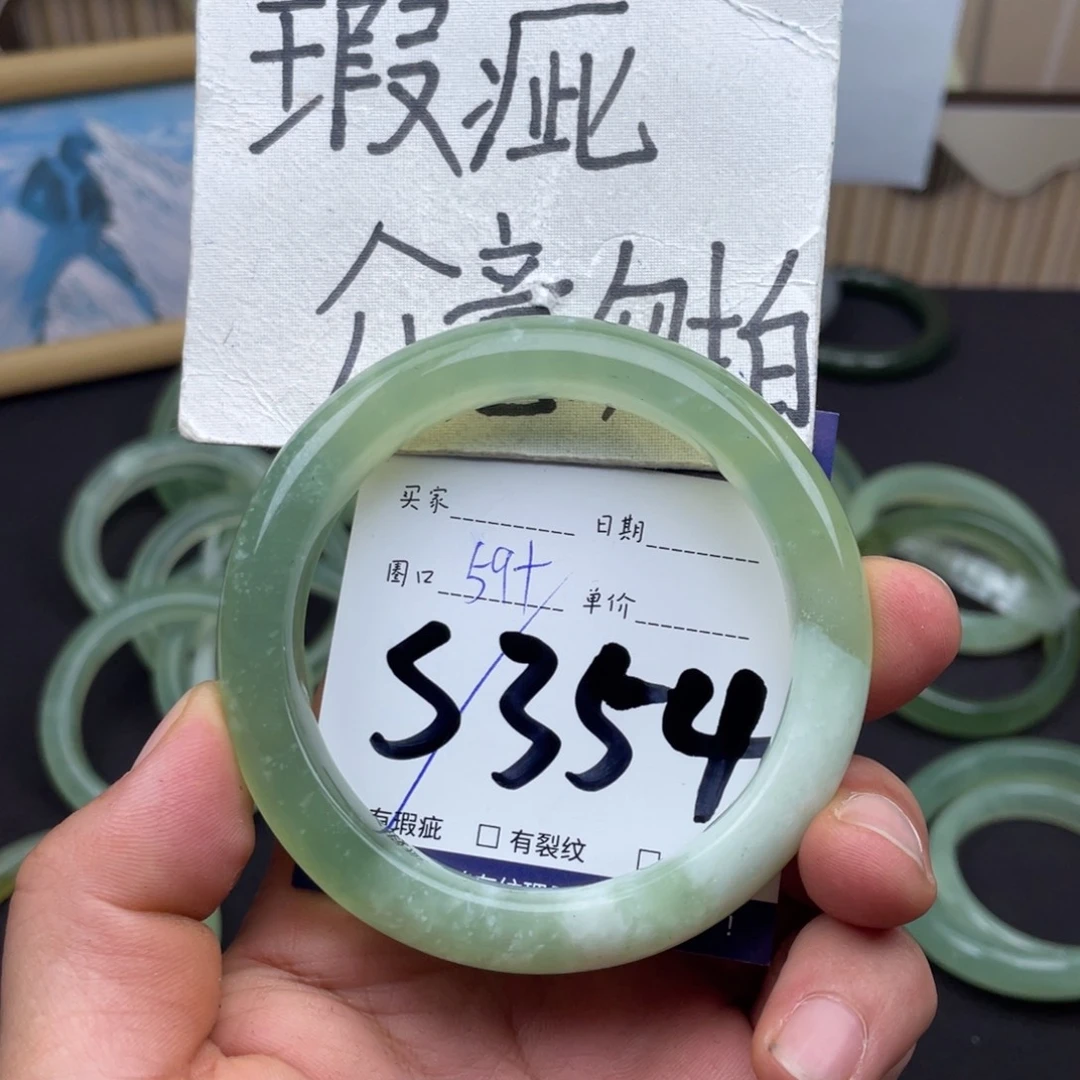 瑕疵
介意勿拍
买家 日期
圈口 59+ 单价
S354
有瑕疵 □ 有裂纹 □